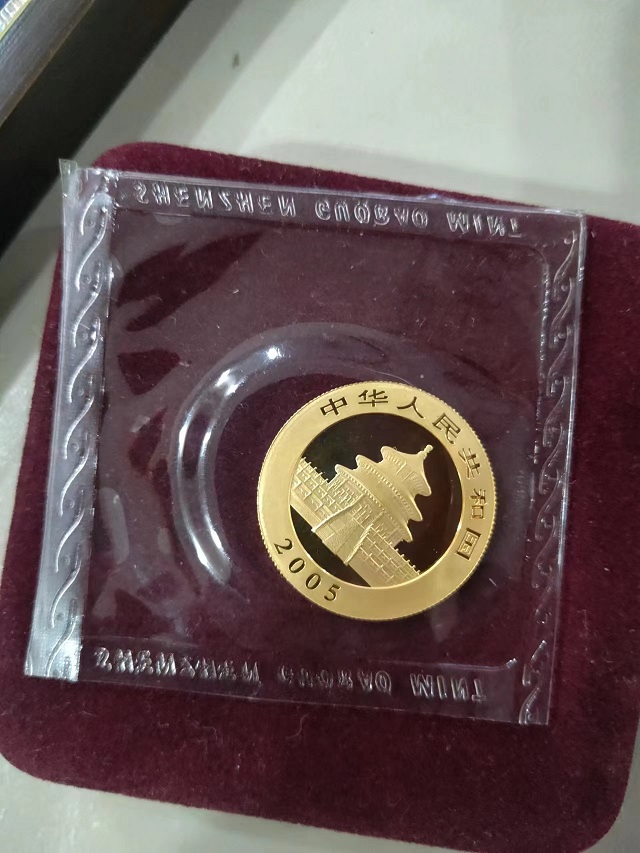 SHENZHEN GUOBAO MINT
中华人民共和国
2005
SHENZHEN GUOBAO MINT